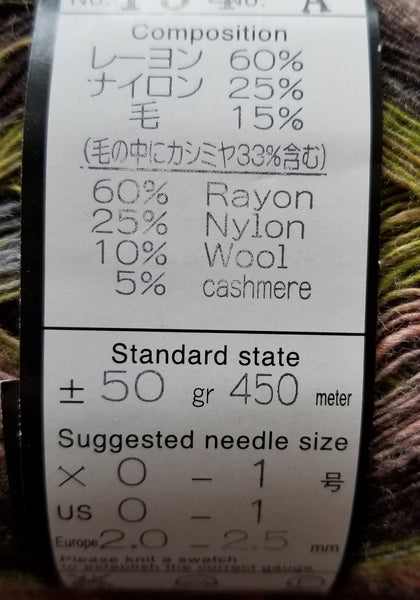 No. 154 No. A
Composition
レーヨン 60%
ナイロン 25%
毛 15%
(毛の中にカシミヤ33%含む)
60% Rayon
25% Nylon
10% Wool
5% cashmere
Standard state
± 50 gr 450 meter
Suggested needle size
× 0 - 1 号
US 0 - 1
Europe 2.0 - 2.5 mm
Please knit a swatch
to establish the correct gauge